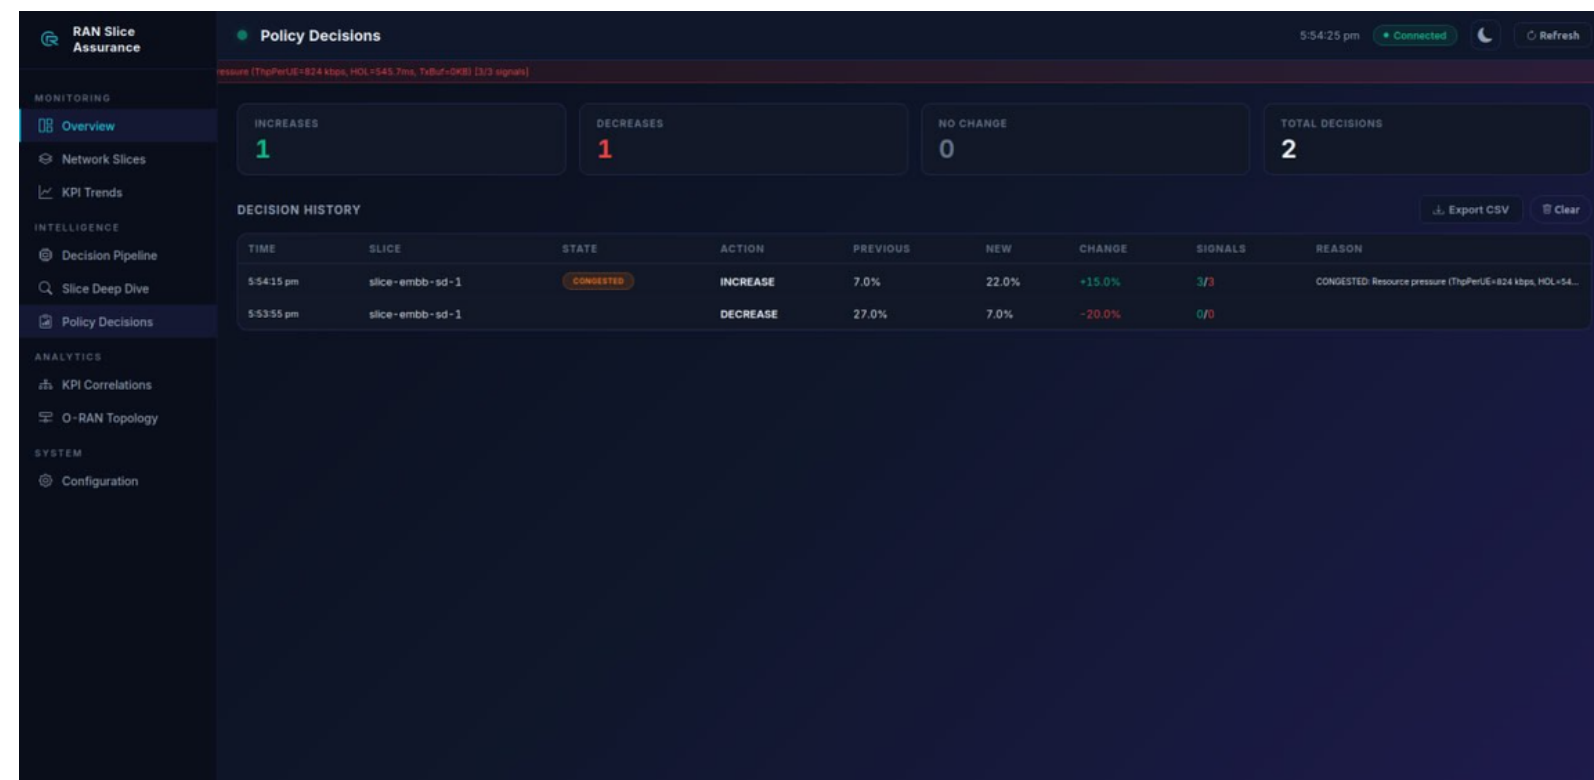 RAN Slice
Assurance
Policy Decisions
5:54:25 pm
Connected
Refresh
ressure (ThpPerUE=824 kbps, HOL=545.7ms, TxBuf=0KB) [3/3 signals]
MONITORING
Overview
Network Slices
KPI Trends
INTELLIGENCE
Decision Pipeline
Slice Deep Dive
Policy Decisions
ANALYTICS
KPI Correlations
O-RAN Topology
SYSTEM
Configuration
INCREASES
1
DECREASES
1
NO CHANGE
0
TOTAL DECISIONS
2
DECISION HISTORY
Export CSV
Clear
TIME SLICE STATE ACTION PREVIOUS NEW CHANGE SIGNALS REASON
5:54:15 pm slice-embb-sd-1 CONGESTED INCREASE 7.0% 22.0% +15.0% 3/3 CONGESTED: Resource pressure (ThpPerUE=824 kbps, HOL=54...
5:53:55 pm slice-embb-sd-1 DECREASE 27.0% 7.0% -20.0% 0/0